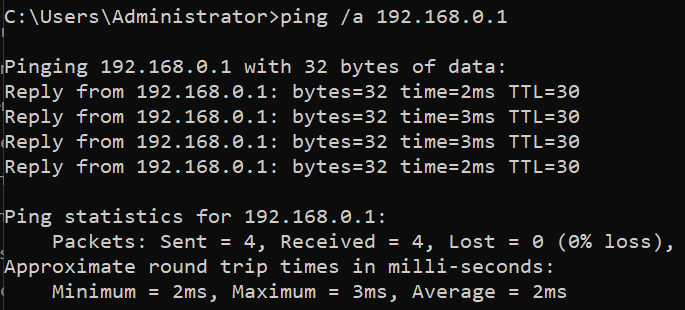 C:\Users\Administrator>ping /a 192.168.0.1
Pinging 192.168.0.1 with 32 bytes of data:
Reply from 192.168.0.1: bytes=32 time=2ms TTL=30
Reply from 192.168.0.1: bytes=32 time=3ms TTL=30
Reply from 192.168.0.1: bytes=32 time=3ms TTL=30
Reply from 192.168.0.1: bytes=32 time=2ms TTL=30
Ping statistics for 192.168.0.1:
    Packets: Sent = 4, Received = 4, Lost = 0 (0% loss),
Approximate round trip times in milli-seconds:
    Minimum = 2ms, Maximum = 3ms, Average = 2ms